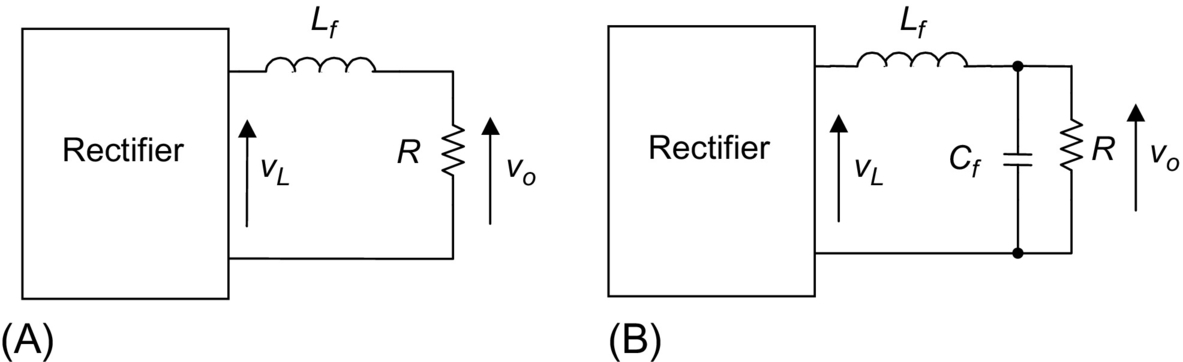 L_f
Rectifier
v_L
R
v_o
(A)
L_f
Rectifier
v_L
C_f
R
v_o
(B)